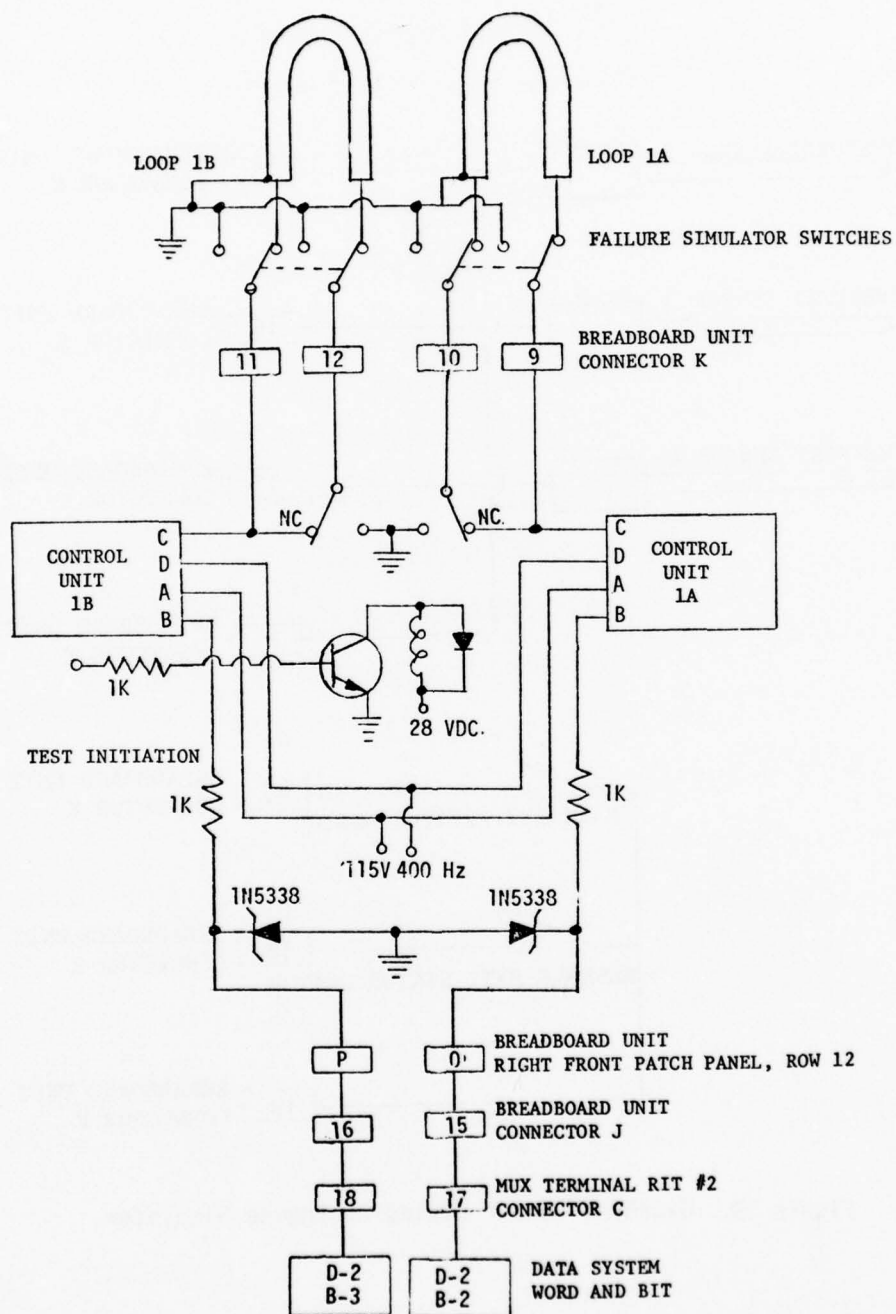 LOOP 1B
LOOP 1A
FAILURE SIMULATOR SWITCHES
11
12
10
9
BREADBOARD UNIT
CONNECTOR K
NC
NC.
CONTROL
UNIT
1B
C
D
A
B
C
D
A
B
CONTROL
UNIT
1A
1K
28 VDC.
TEST INITIATION
1K
1K
115V 400 Hz
1N5338
1N5338
P
O
BREADBOARD UNIT
RIGHT FRONT PATCH PANEL, ROW 12
16
15
BREADBOARD UNIT
CONNECTOR J
18
17
MUX TERMINAL RIT #2
CONNECTOR C
D-2
B-3
D-2
B-2
DATA SYSTEM
WORD AND BIT